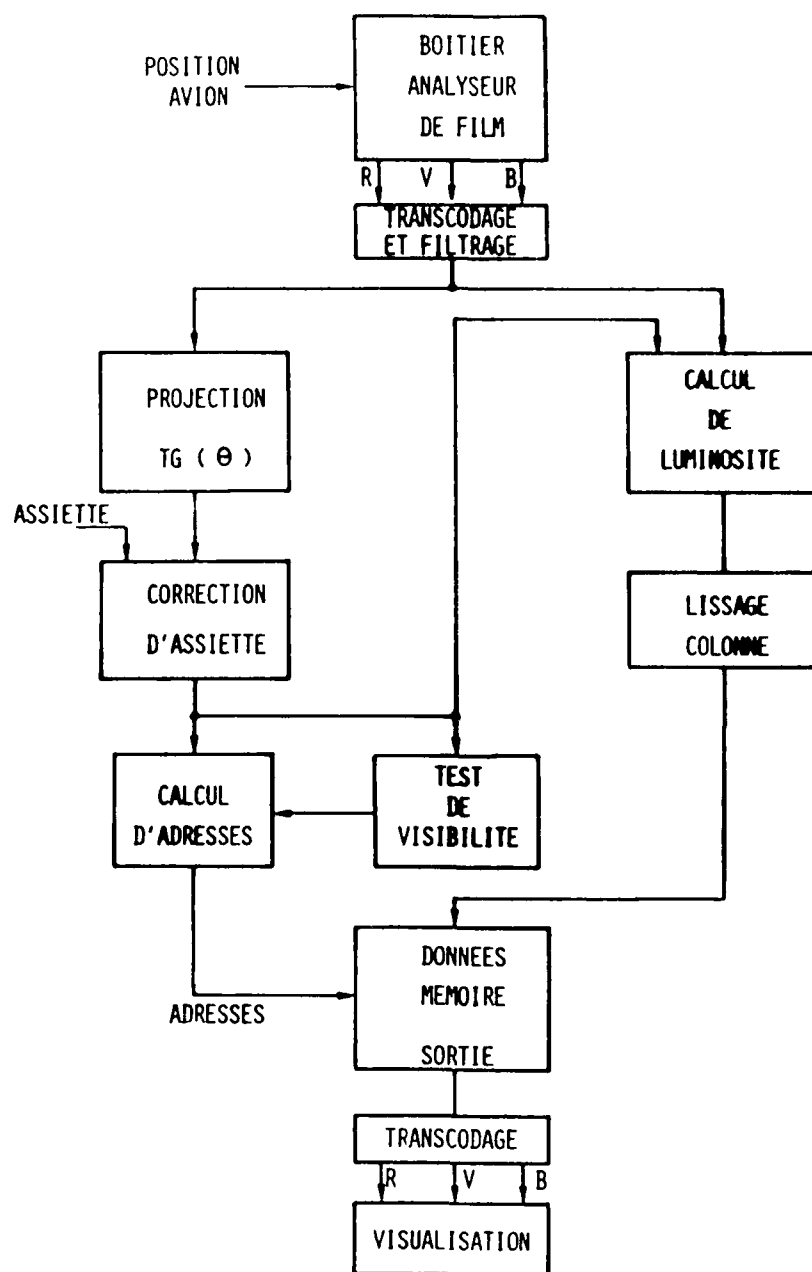 BOITIER
ANALYSEUR
DE FILM
POSITION
AVION
R V B
TRANSCODAGE
ET FILTRAGE
PROJECTION
TG ( Θ )
CALCUL
DE
LUMINOSITE
ASSIETTE
CORRECTION
D'ASSIETTE
LISSAGE
COLONNE
CALCUL
D'ADRESSES
TEST
DE
VISIBILITE
DONNEES
MEMOIRE
SORTIE
ADRESSES
TRANSCODAGE
R V B
VISUALISATION